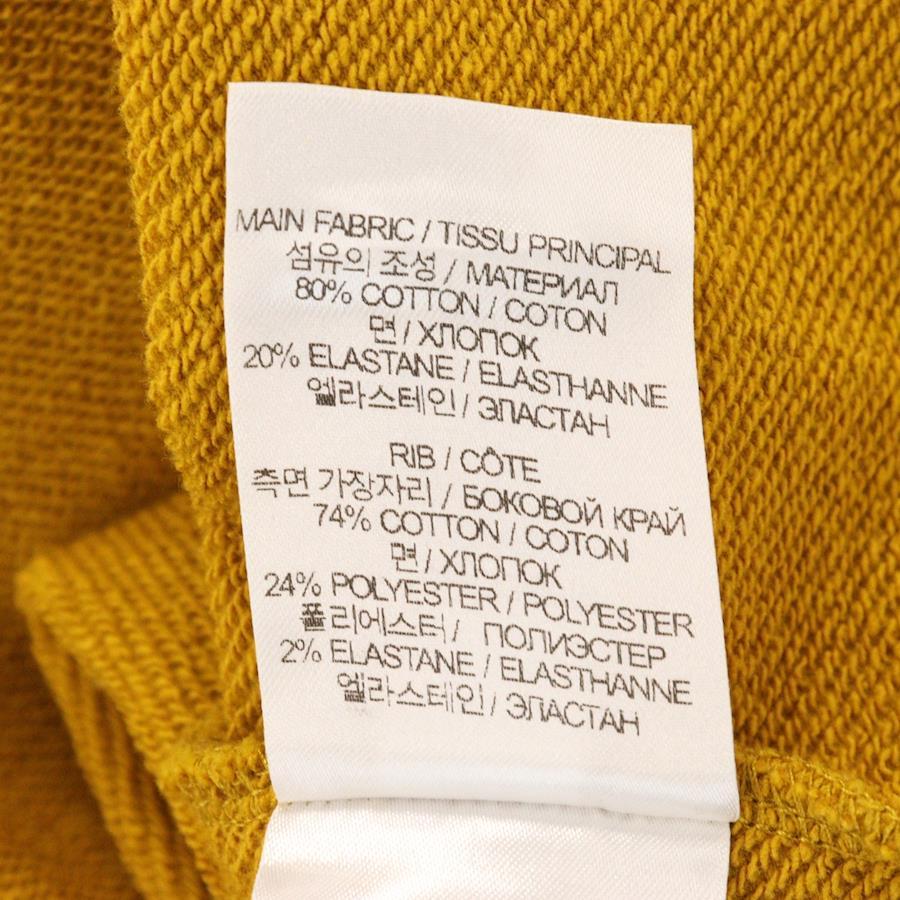 MAIN FABRIC / TISSU PRINCIPAL
섬유의 조성 / МАТЕРИАЛ
80% COTTON / COTON
면 / ХЛОПОК
20% ELASTANE / ELASTHANNE
엘라스테인 / ЭЛАСТАН
RIB / CÔTE
측면 가장자리 / БОКОВОЙ КРАЙ
74% COTTON / COTON
면 / ХЛОПОК
24% POLYESTER / POLYESTER
폴리에스터 / ПОЛИЭСТЕР
2% ELASTANE / ELASTHANNE
엘라스테인 / ЭЛАСТАН